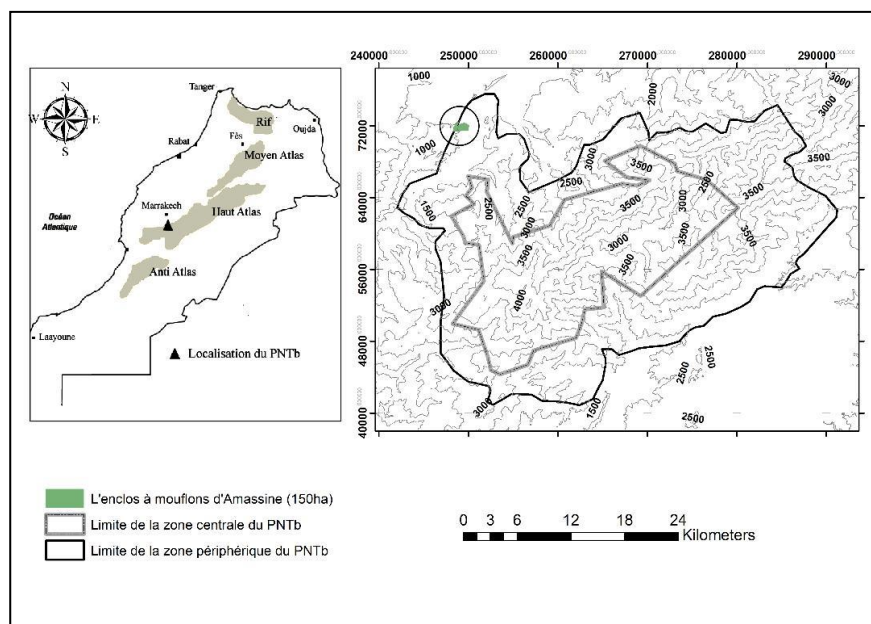 N
W E
S
Tanger
Rif
Oujda
Fès
Rabat
Moyen Atlas
Marrakech
Haut Atlas
Océan
Atlantique
Anti Atlas
Laayoune
Localisation du PNTb
240000 250000 260000 270000 280000 290000
72000
64000
56000
48000
40000
1000
2000
3000
3000
1000
3000
3500
2500
3500
2500
3000
3500
1500
2500
2500
3000
3500
3500
3500
3000
3500
3500
3000
4000
3000
2500
2500
3000
1500
2500
L'enclos à mouflons d'Amassine (150ha)
Limite de la zone centrale du PNTb
Limite de la zone périphérique du PNTb
0 3 6 12 18 24
Kilometers